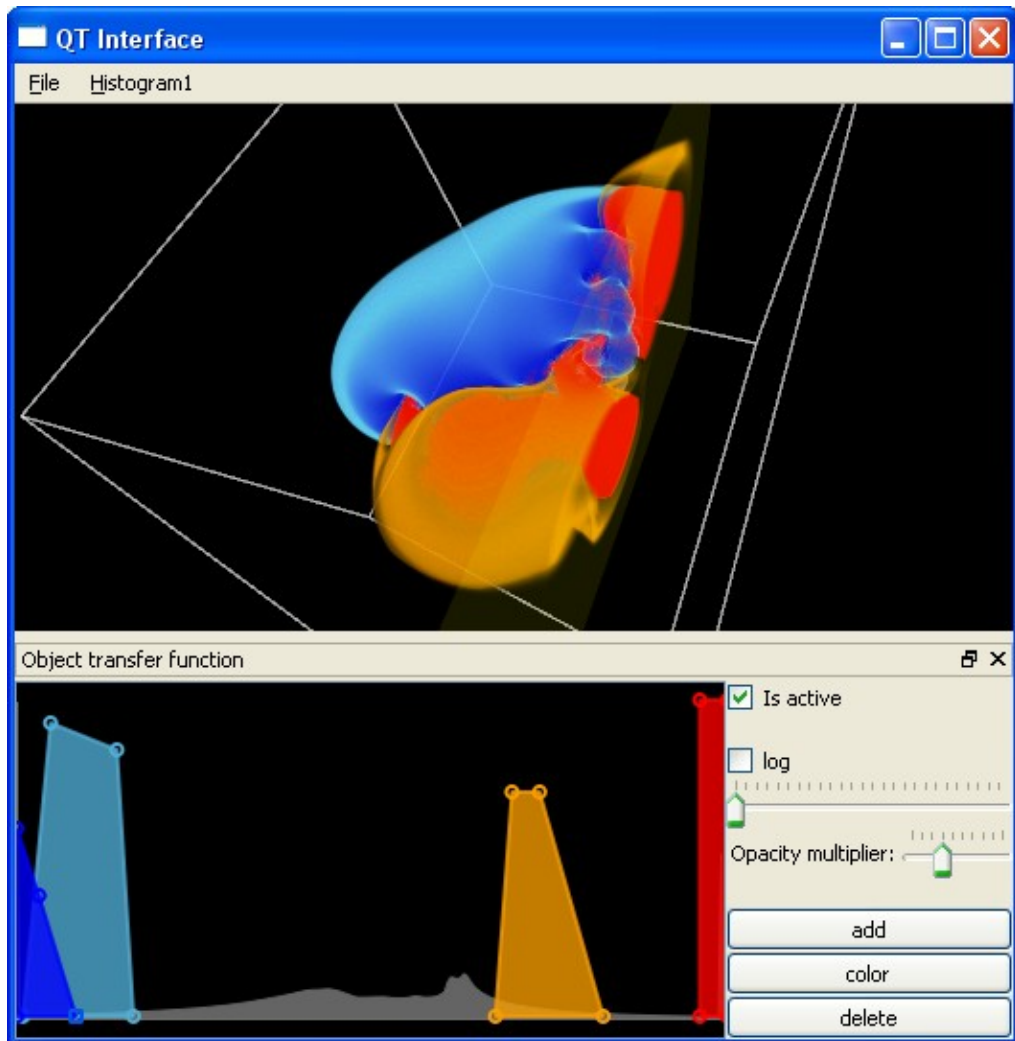 QT Interface
File Histogram1
Object transfer function
Is active
log
Opacity multiplier:
add
color
delete